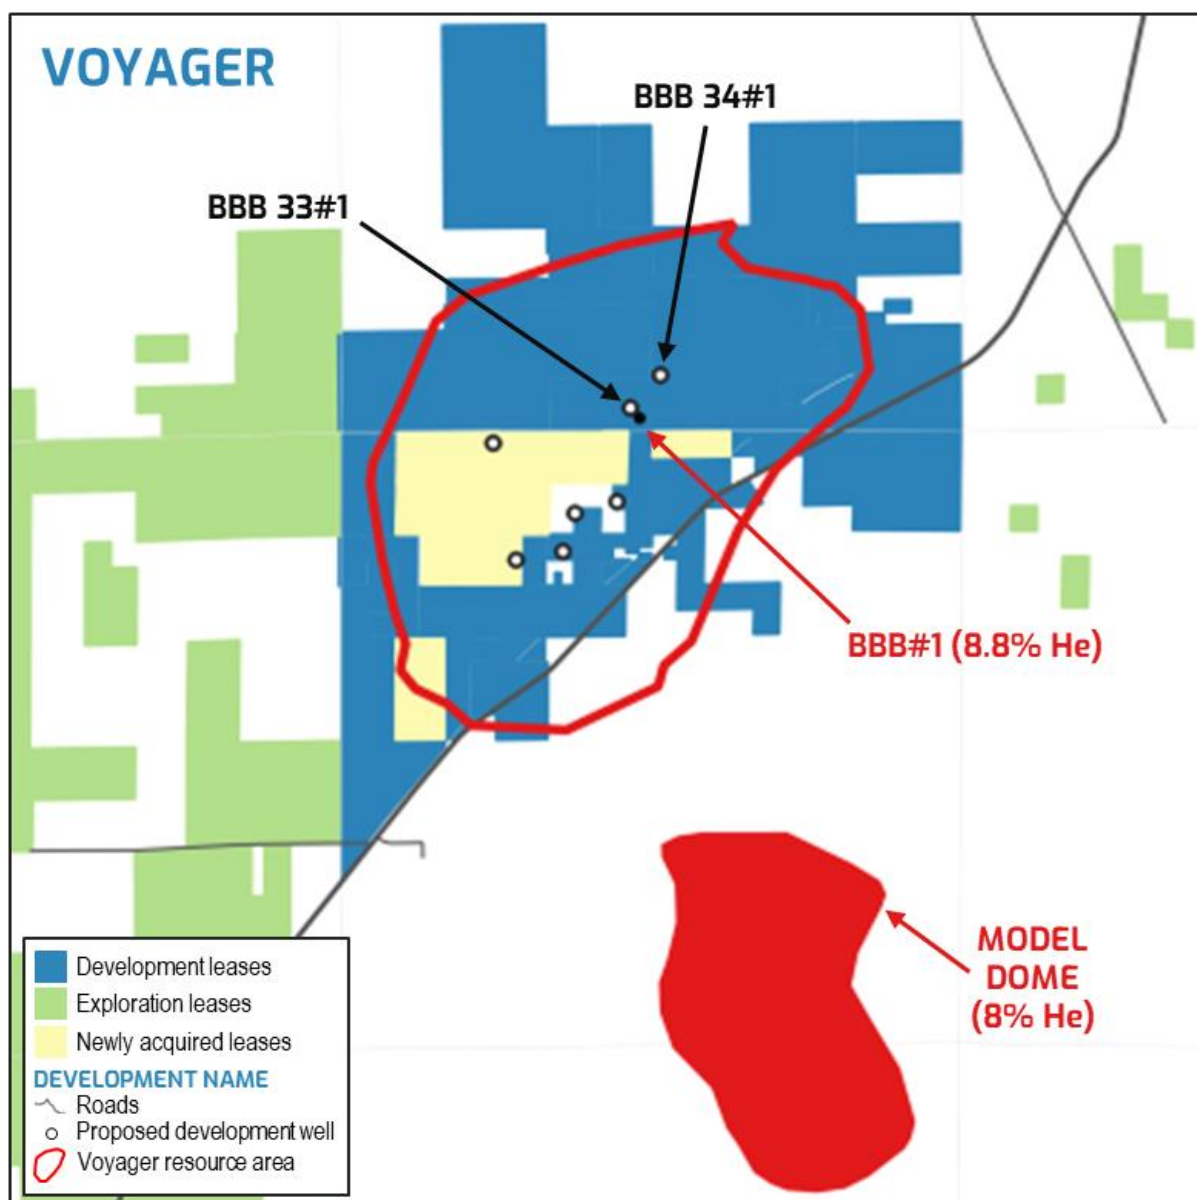 VOYAGER
BBB 34#1
BBB 33#1
BBB#1 (8.8% He)
MODEL
DOME
(8% He)
Development leases
Exploration leases
Newly acquired leases
DEVELOPMENT NAME
Roads
Proposed development well
Voyager resource area